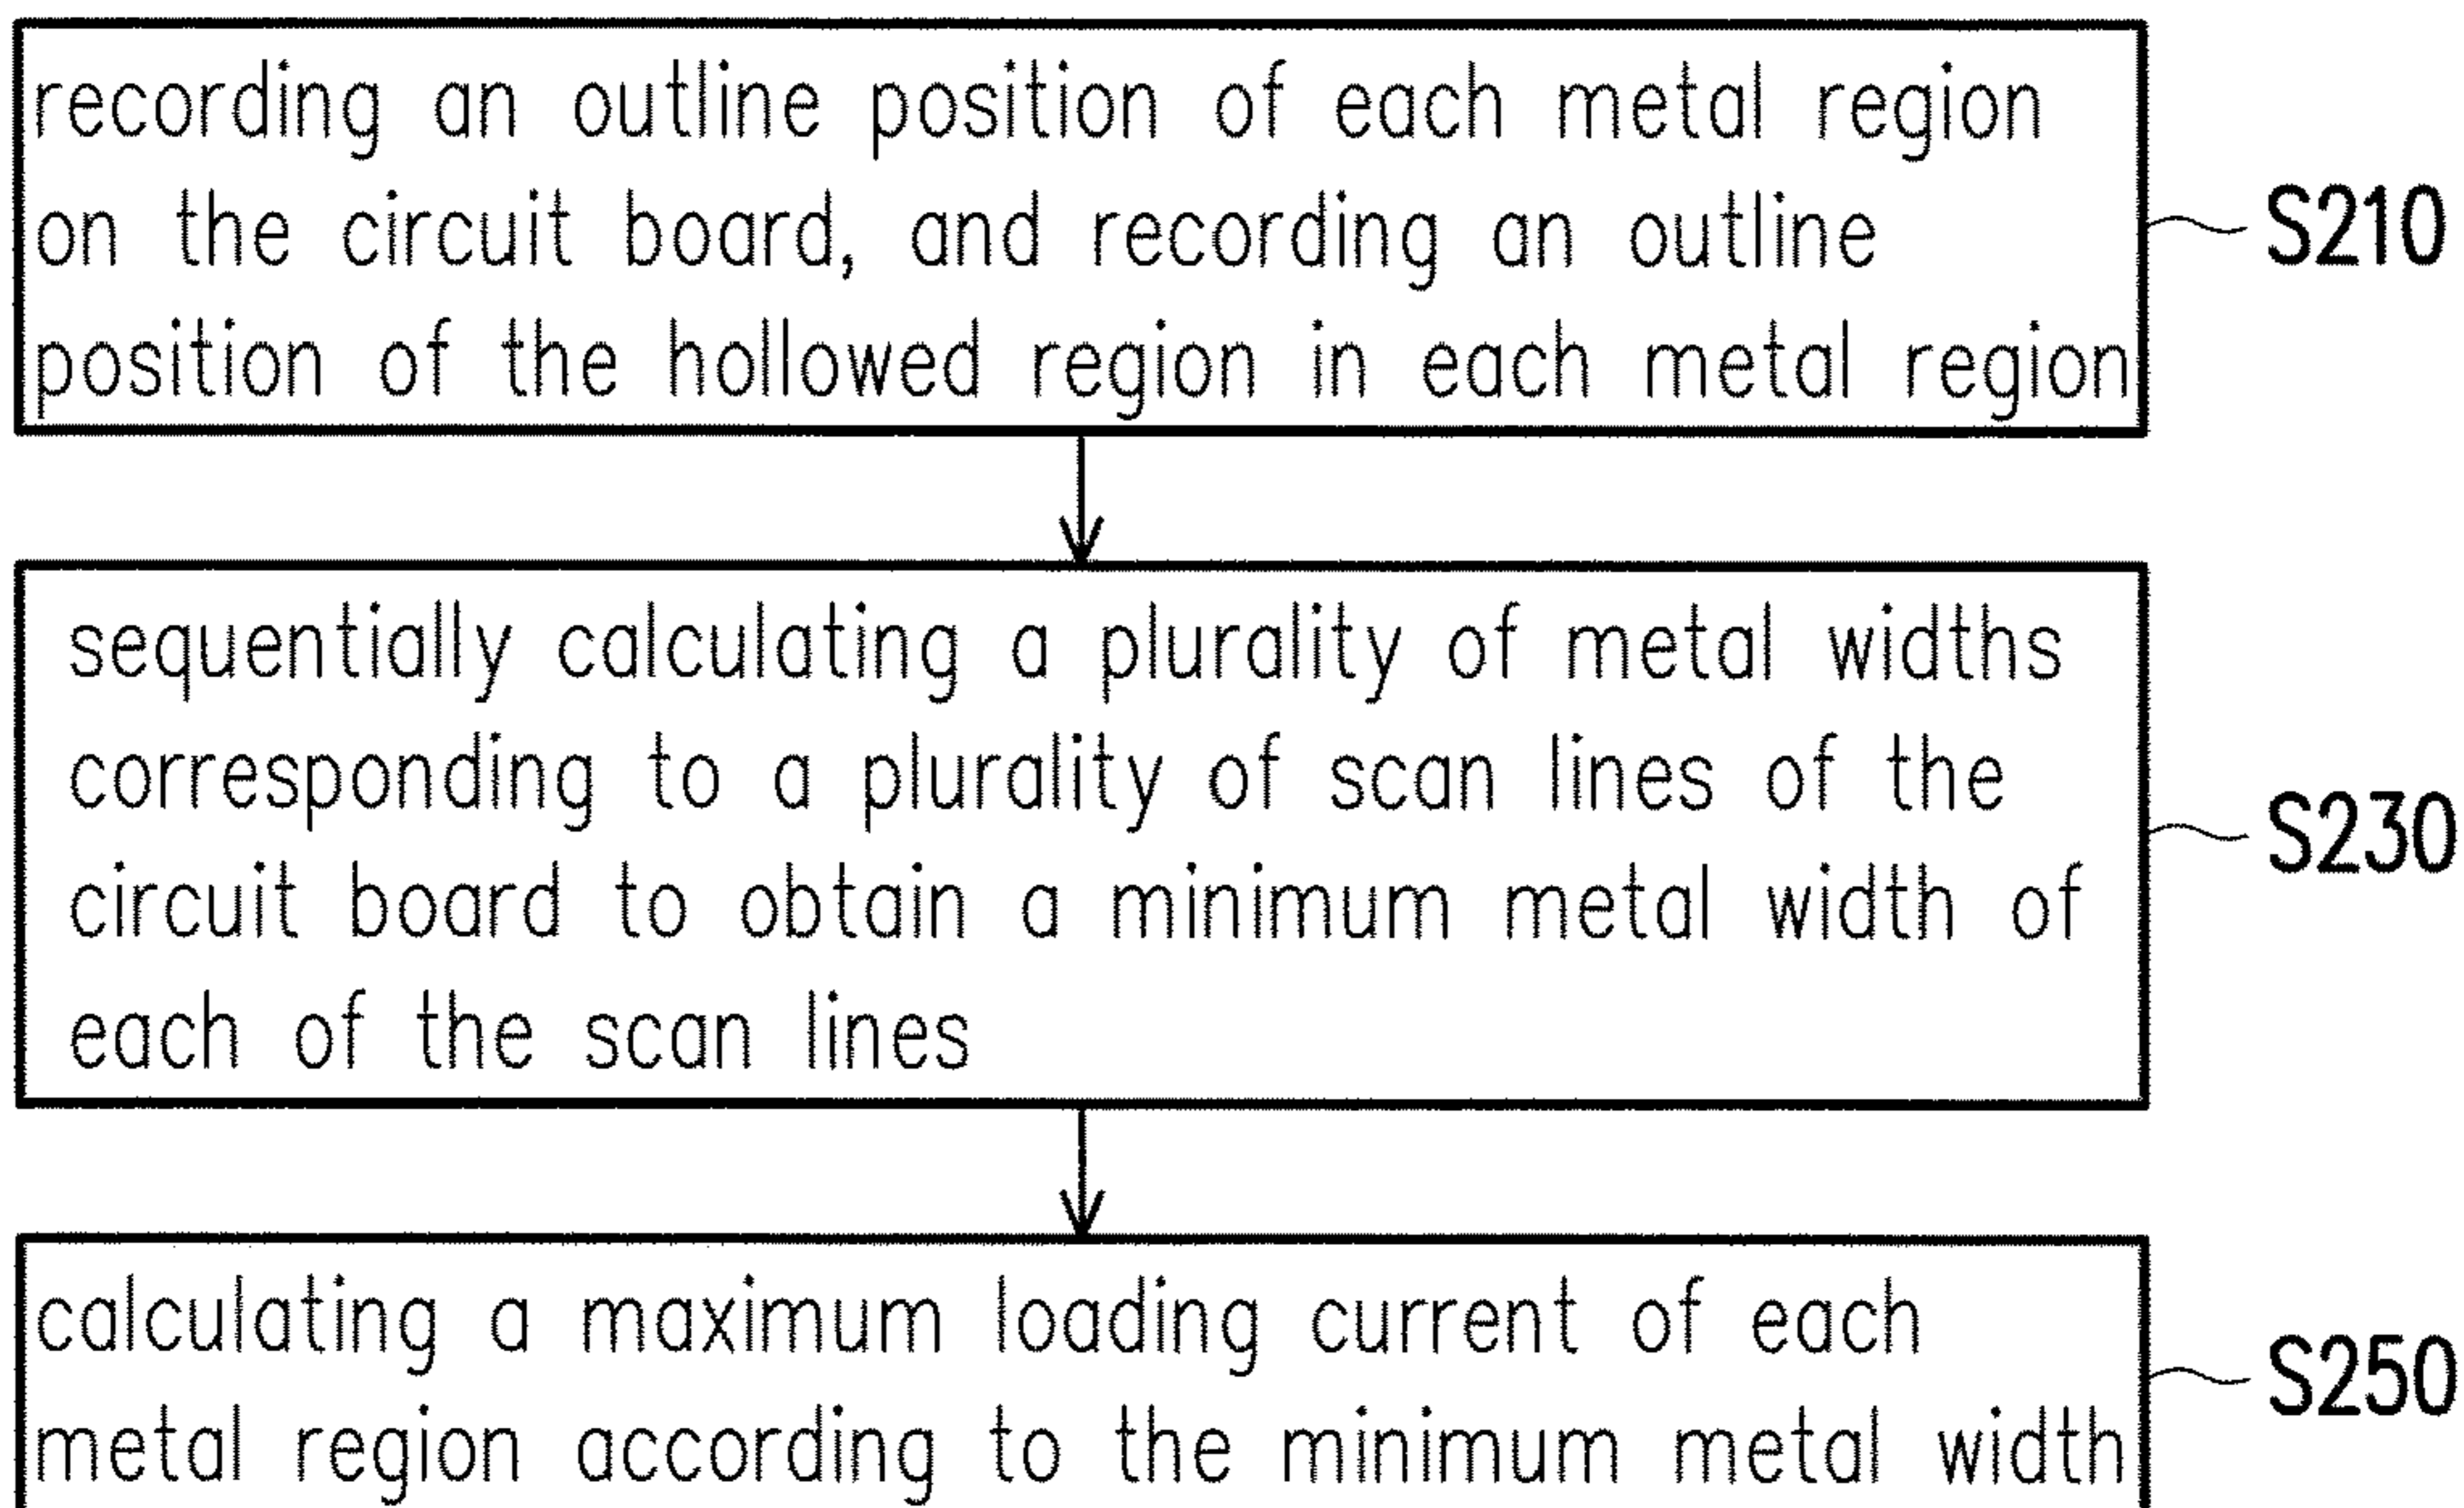 recording an outline position of each metal region
on the circuit board, and recording an outline
position of the hollowed region in each metal region
S210
sequentially calculating a plurality of metal widths
corresponding to a plurality of scan lines of the
circuit board to obtain a minimum metal width of
each of the scan lines
S230
calculating a maximum loading current of each
metal region according to the minimum metal width
S250